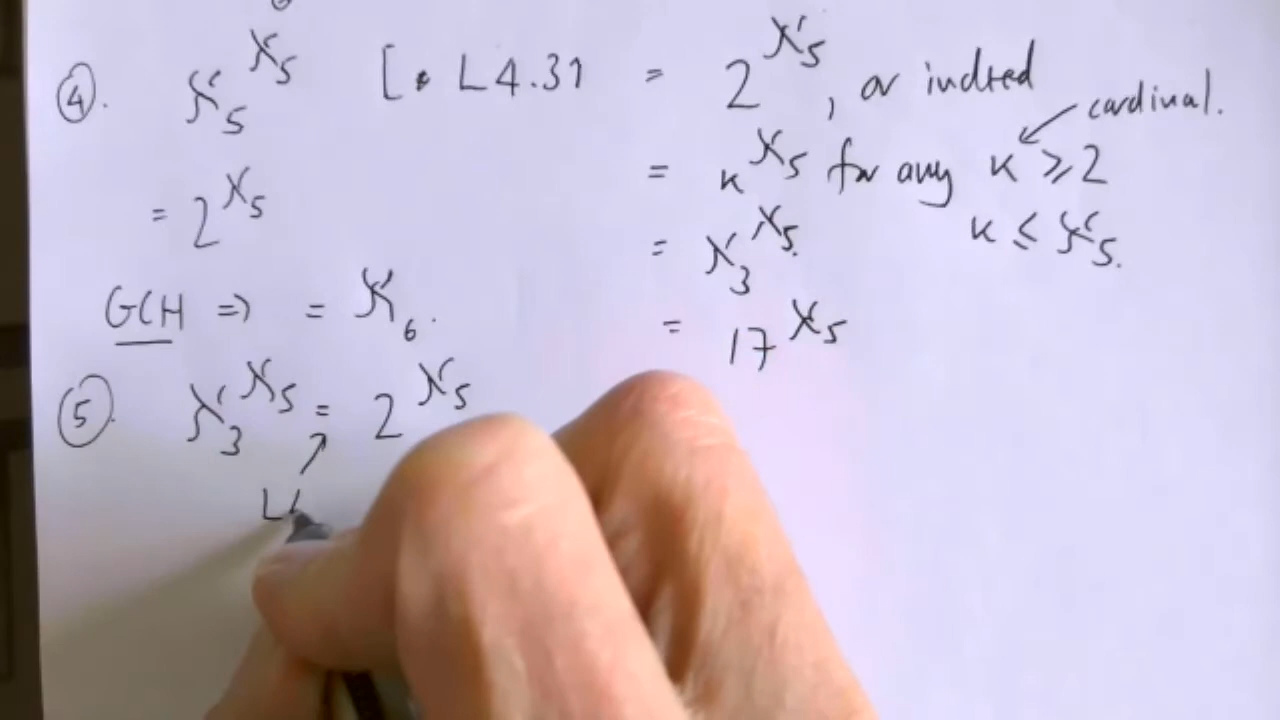 ④. ℵ₅^ℵ₅ [• L4.31 = 2^ℵ₅, or indeed
cardinal.
= 2^ℵ₅ = κ^ℵ₅ for any κ ⩾ 2
κ ≤ ℵ₅.
= ℵ₃^ℵ₅.
GCH ⇒ = ℵ₆.
= 17^ℵ₅
⑤. ℵ₃^ℵ₅ = 2^ℵ₅